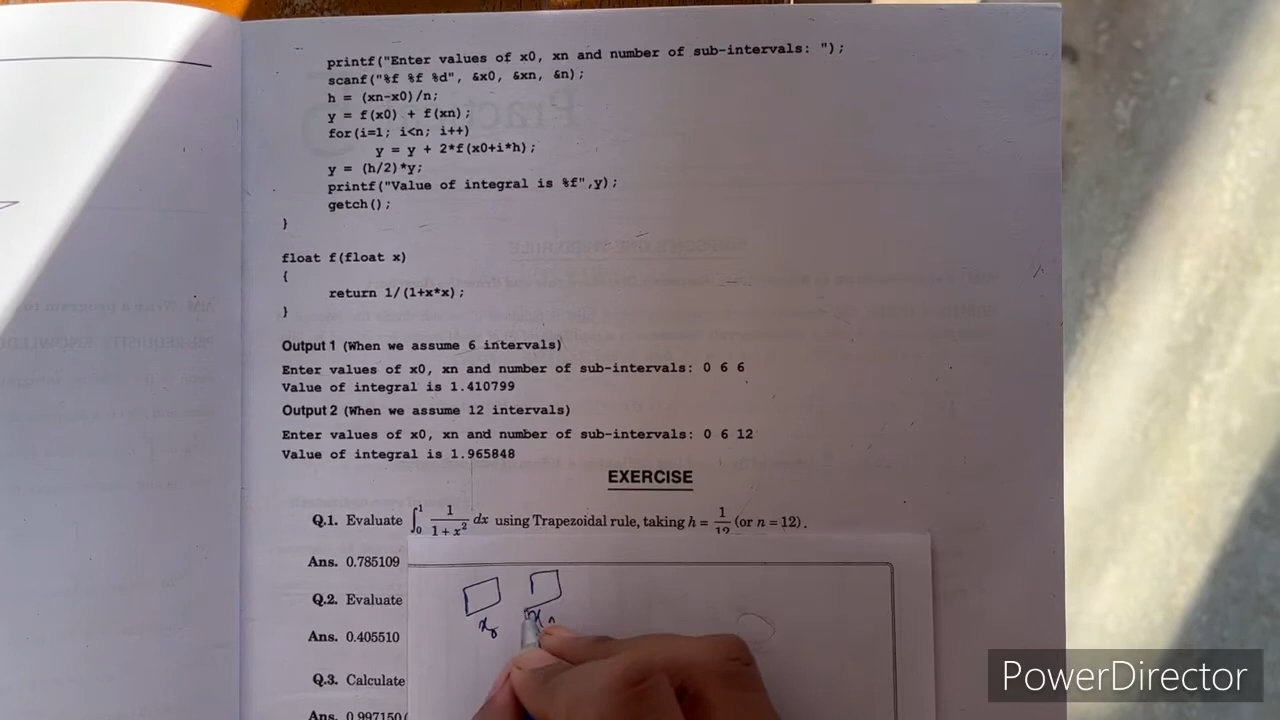 printf("Enter values of x0, xn and number of sub-intervals: ");
scanf("%f %f %d", &x0, &xn, &n);
h = (xn-x0)/n;
y = f(x0) + f(xn);
for(i=1; i<n; i++)
y = y + 2*f(x0+i*h);
y = (h/2)*y;
printf("Value of integral is %f",y);
getch();
}
float f(float x)
{
return 1/(1+x*x);
}
Output 1 (When we assume 6 intervals)
Enter values of x0, xn and number of sub-intervals: 0 6 6
Value of integral is 1.410799
Output 2 (When we assume 12 intervals)
Enter values of x0, xn and number of sub-intervals: 0 6 12
Value of integral is 1.965848
EXERCISE
Q.1. Evaluate ∫₀¹ 1/(1 + x²) dx using Trapezoidal rule, taking h = 1/12 (or n = 12).
Ans. 0.785109
Q.2. Evaluate
Ans. 0.405510
Q.3. Calculate
Ans. 0.997150
PowerDirector